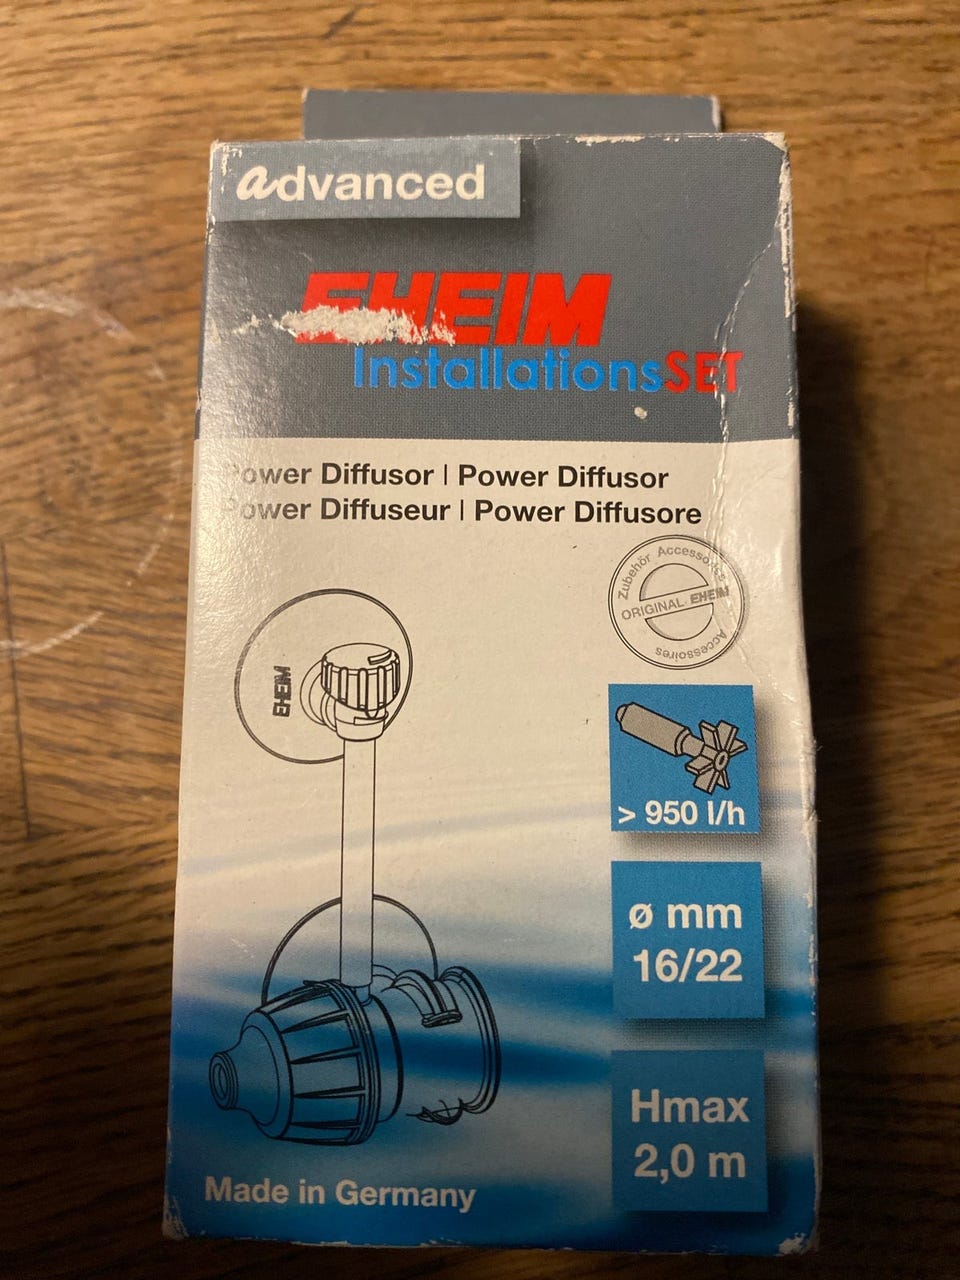 advanced
EHEIM
InstallationsSET
Power Diffusor | Power Diffusor
Power Diffuseur | Power Diffusore
Zubehör Accessories
ORIGINAL EHEIM
Accessoires
EHEIM
> 950 l/h
ø mm
16/22
Hmax
2,0 m
Made in Germany